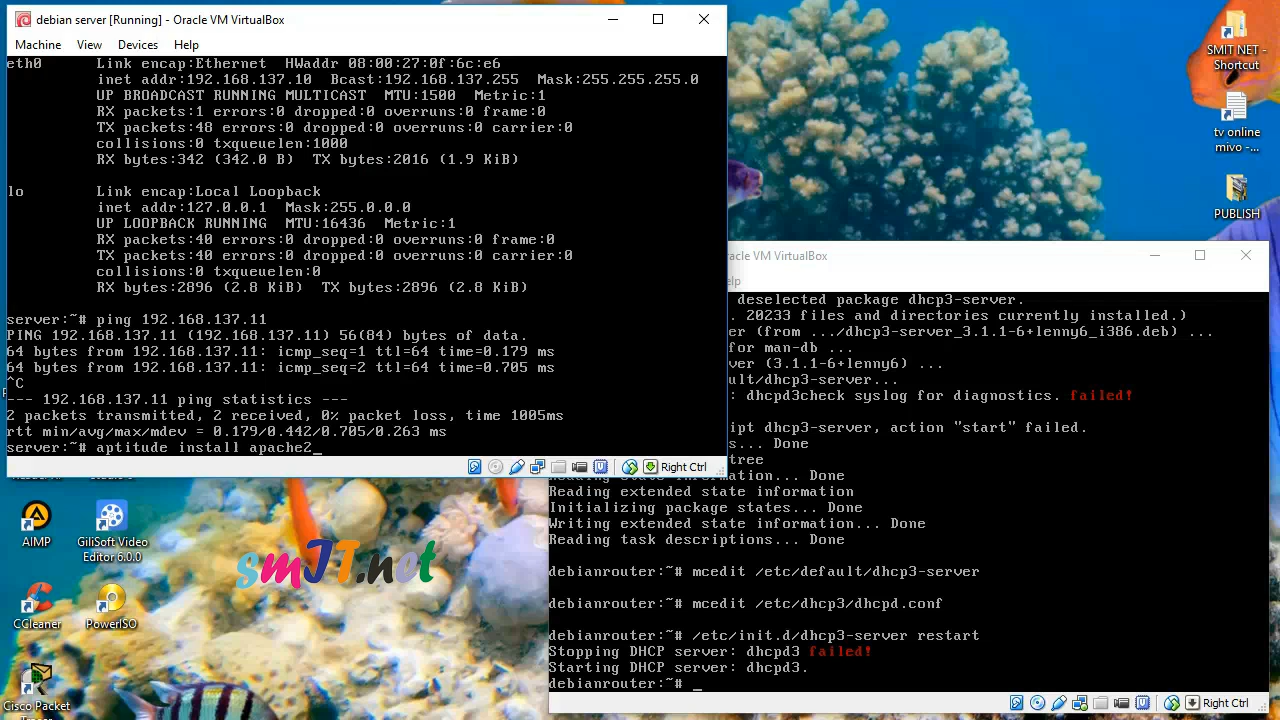 debian server [Running] - Oracle VM VirtualBox
Machine View Devices Help
eth0 Link encap:Ethernet HWaddr 08:00:27:0f:6c:e6
inet addr:192.168.137.10 Bcast:192.168.137.255 Mask:255.255.255.0
UP BROADCAST RUNNING MULTICAST MTU:1500 Metric:1
RX packets:1 errors:0 dropped:0 overruns:0 frame:0
TX packets:48 errors:0 dropped:0 overruns:0 carrier:0
collisions:0 txqueuelen:1000
RX bytes:342 (342.0 B) TX bytes:2016 (1.9 KiB)
lo Link encap:Local Loopback
inet addr:127.0.0.1 Mask:255.0.0.0
UP LOOPBACK RUNNING MTU:16436 Metric:1
RX packets:40 errors:0 dropped:0 overruns:0 frame:0
TX packets:40 errors:0 dropped:0 overruns:0 carrier:0
collisions:0 txqueuelen:0
RX bytes:2896 (2.8 KiB) TX bytes:2896 (2.8 KiB)
server:~# ping 192.168.137.11
PING 192.168.137.11 (192.168.137.11) 56(84) bytes of data.
64 bytes from 192.168.137.11: icmp_seq=1 ttl=64 time=0.179 ms
64 bytes from 192.168.137.11: icmp_seq=2 ttl=64 time=0.705 ms
^C
--- 192.168.137.11 ping statistics ---
2 packets transmitted, 2 received, 0% packet loss, time 1005ms
rtt min/avg/max/mdev = 0.179/0.442/0.705/0.263 ms
server:~# aptitude install apache2_
Right Ctrl
SMIT NET -
Shortcut
tv online
mivo -...
PUBLISH
racle VM VirtualBox
elp
deselected package dhcp3-server.
. 20233 files and directories currently installed.)
er (from .../dhcp3-server_3.1.1-6+lenny6_i386.deb) ...
for man-db ...
rver (3.1.1-6+lenny6) ...
ault/dhcp3-server...
: dhcpd3check syslog for diagnostics. failed!
ript dhcp3-server, action "start" failed.
s... Done
tree
Reading state information... Done
Reading extended state information
Initializing package states... Done
Writing extended state information... Done
Reading task descriptions... Done
debianrouter:~# mcedit /etc/default/dhcp3-server
debianrouter:~# mcedit /etc/dhcp3/dhcpd.conf
debianrouter:~# /etc/init.d/dhcp3-server restart
Stopping DHCP server: dhcpd3 failed!
Starting DHCP server: dhcpd3.
debianrouter:~# _
Right Ctrl
AIMP
GiliSoft Video
Editor 6.0.0
CCleaner
PowerISO
Cisco Packet
smIT.net